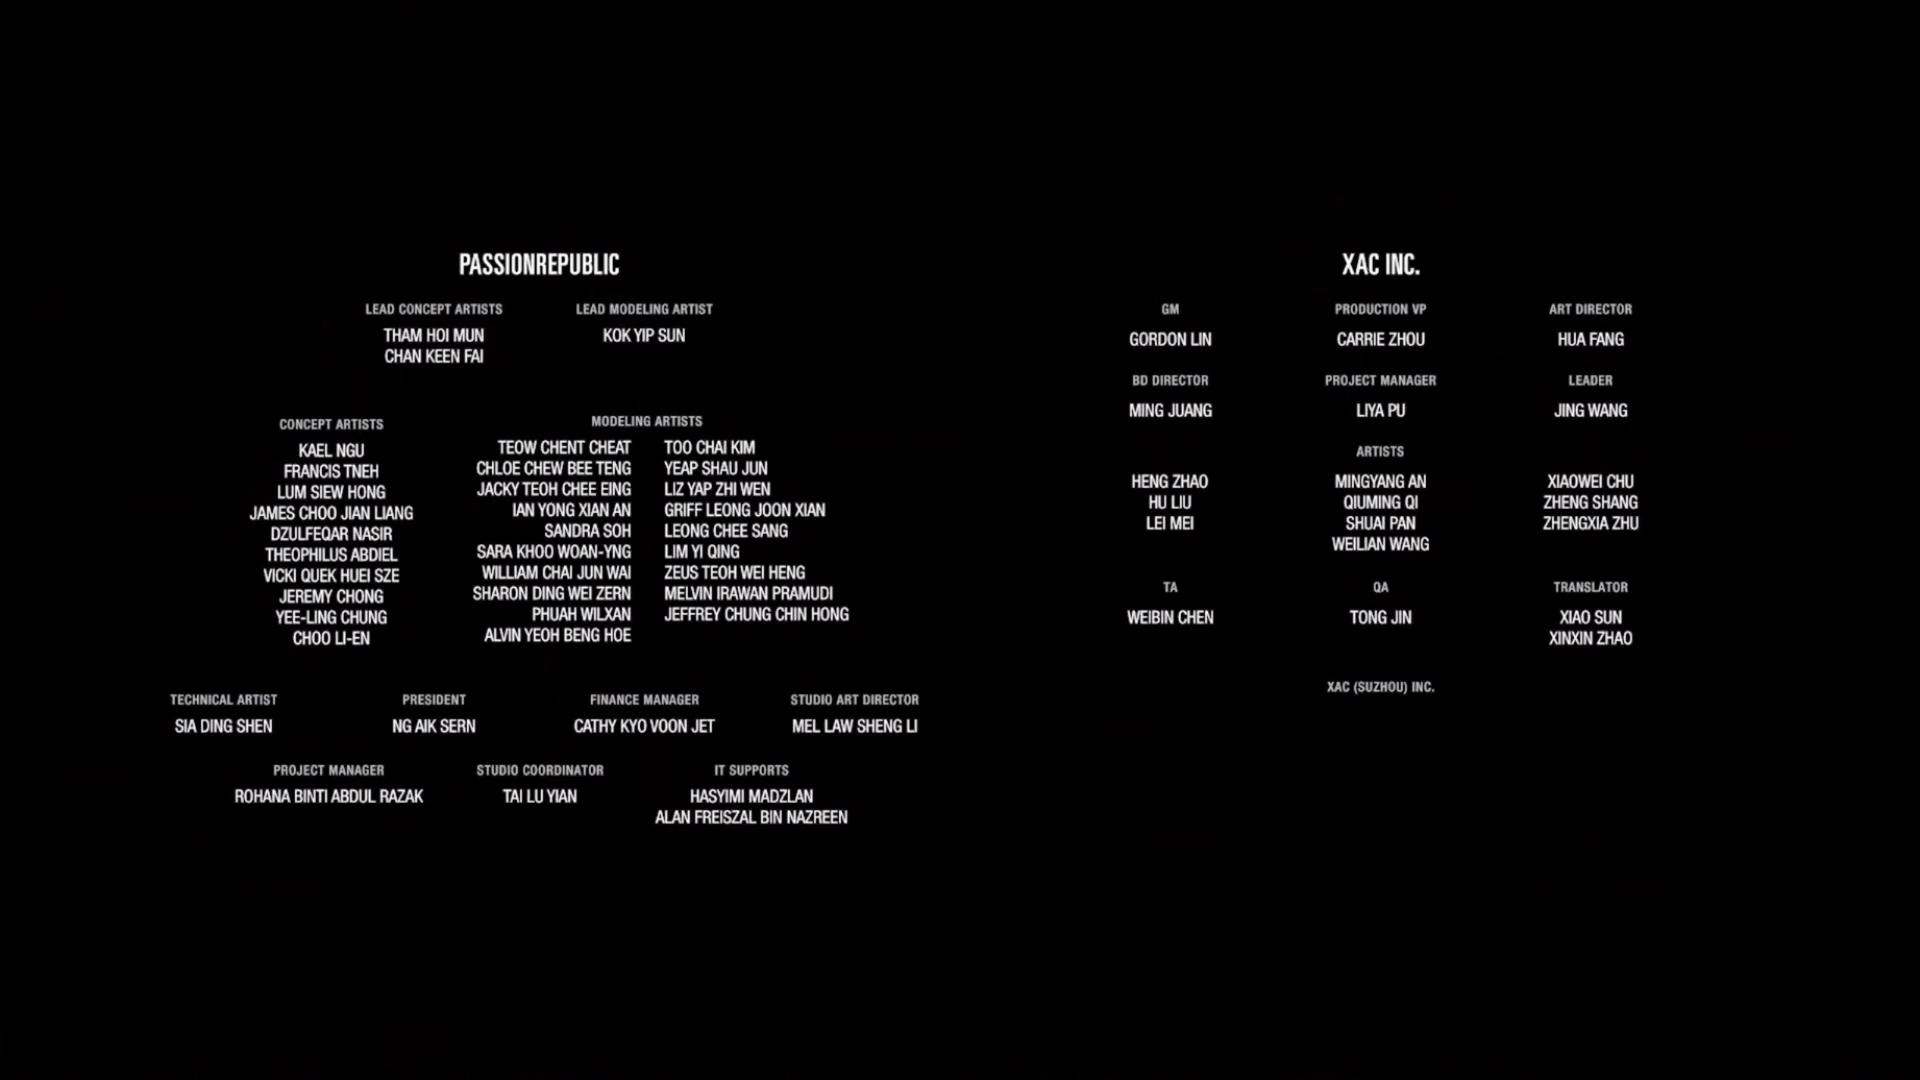 PASSIONREPUBLIC
LEAD CONCEPT ARTISTS
THAM HOI MUN
CHAN KEEN FAI
LEAD MODELING ARTIST
KOK YIP SUN
CONCEPT ARTISTS
KAEL NGU
FRANCIS TNEH
LUM SIEW HONG
JAMES CHOO JIAN LIANG
DZULFEQAR NASIR
THEOPHILUS ABDIEL
VICKI QUEK HUEI SZE
JEREMY CHONG
YEE-LING CHUNG
CHOO LI-EN
MODELING ARTISTS
TEOW CHENT CHEAT
CHLOE CHEW BEE TENG
JACKY TEOH CHEE EING
IAN YONG XIAN AN
SANDRA SOH
SARA KHOO WOAN-YNG
WILLIAM CHAI JUN WAI
SHARON DING WEI ZERN
PHUAH WILXAN
ALVIN YEOH BENG HOE
TOO CHAI KIM
YEAP SHAU JUN
LIZ YAP ZHI WEN
GRIFF LEONG JOON XIAN
LEONG CHEE SANG
LIM YI QING
ZEUS TEOH WEI HENG
MELVIN IRAWAN PRAMUDI
JEFFREY CHUNG CHIN HONG
TECHNICAL ARTIST
SIA DING SHEN
PRESIDENT
NG AIK SERN
FINANCE MANAGER
CATHY KYO VOON JET
STUDIO ART DIRECTOR
MEL LAW SHENG LI
PROJECT MANAGER
ROHANA BINTI ABDUL RAZAK
STUDIO COORDINATOR
TAI LU YIAN
IT SUPPORTS
HASYIMI MADZLAN
ALAN FREISZAL BIN NAZREEN
XAC INC.
GM
GORDON LIN
PRODUCTION VP
CARRIE ZHOU
ART DIRECTOR
HUA FANG
BD DIRECTOR
MING JUANG
PROJECT MANAGER
LIYA PU
LEADER
JING WANG
ARTISTS
HENG ZHAO
HU LIU
LEI MEI
MINGYANG AN
QIUMING QI
SHUAI PAN
WEILIAN WANG
XIAOWEI CHU
ZHENG SHANG
ZHENGXIA ZHU
TA
WEIBIN CHEN
QA
TONG JIN
TRANSLATOR
XIAO SUN
XINXIN ZHAO
XAC (SUZHOU) INC.